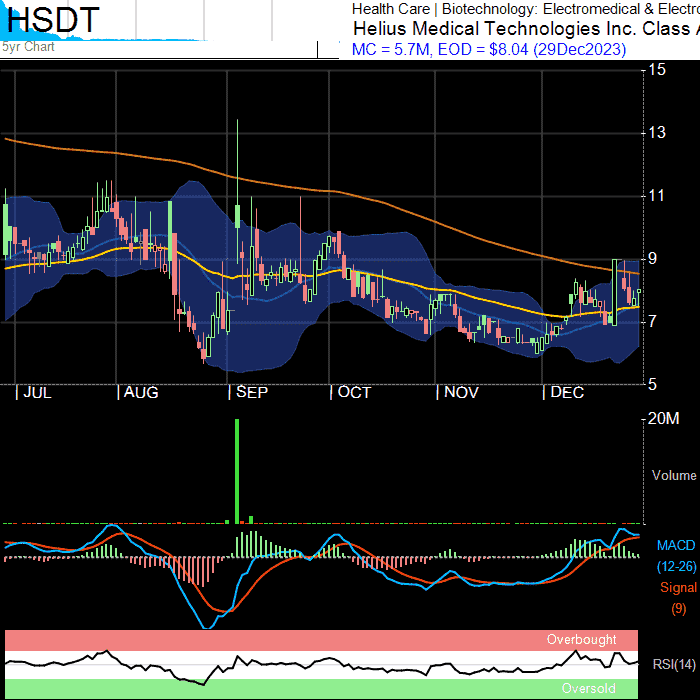 HSDT
Health Care | Biotechnology: Electromedical & Electro
Helius Medical Technologies Inc. Class A
5yr Chart
MC = 5.7M, EOD = $8.04 (29Dec2023)
15
13
11
9
7
5
JUL AUG SEP OCT NOV DEC
20M
Volume
MACD
(12-26)
Signal
(9)
Overbought
RSI(14)
Oversold